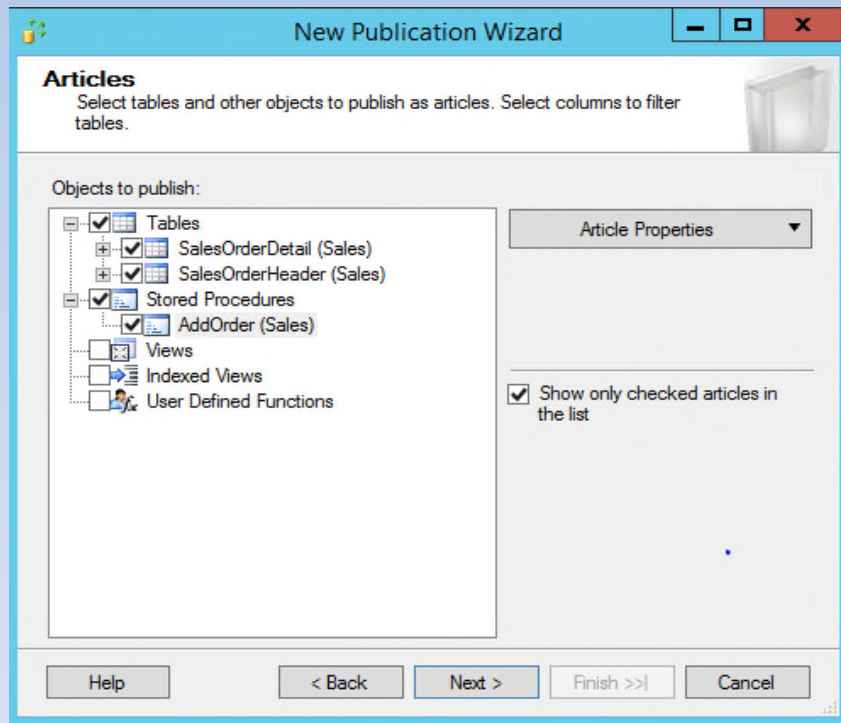 New Publication Wizard
Articles
Select tables and other objects to publish as articles. Select columns to filter
tables.
Objects to publish:
Tables
SalesOrderDetail (Sales)
SalesOrderHeader (Sales)
Stored Procedures
AddOrder (Sales)
Views
Indexed Views
User Defined Functions
Article Properties
Show only checked articles in
the list
Help
< Back
Next >
Finish >>|
Cancel